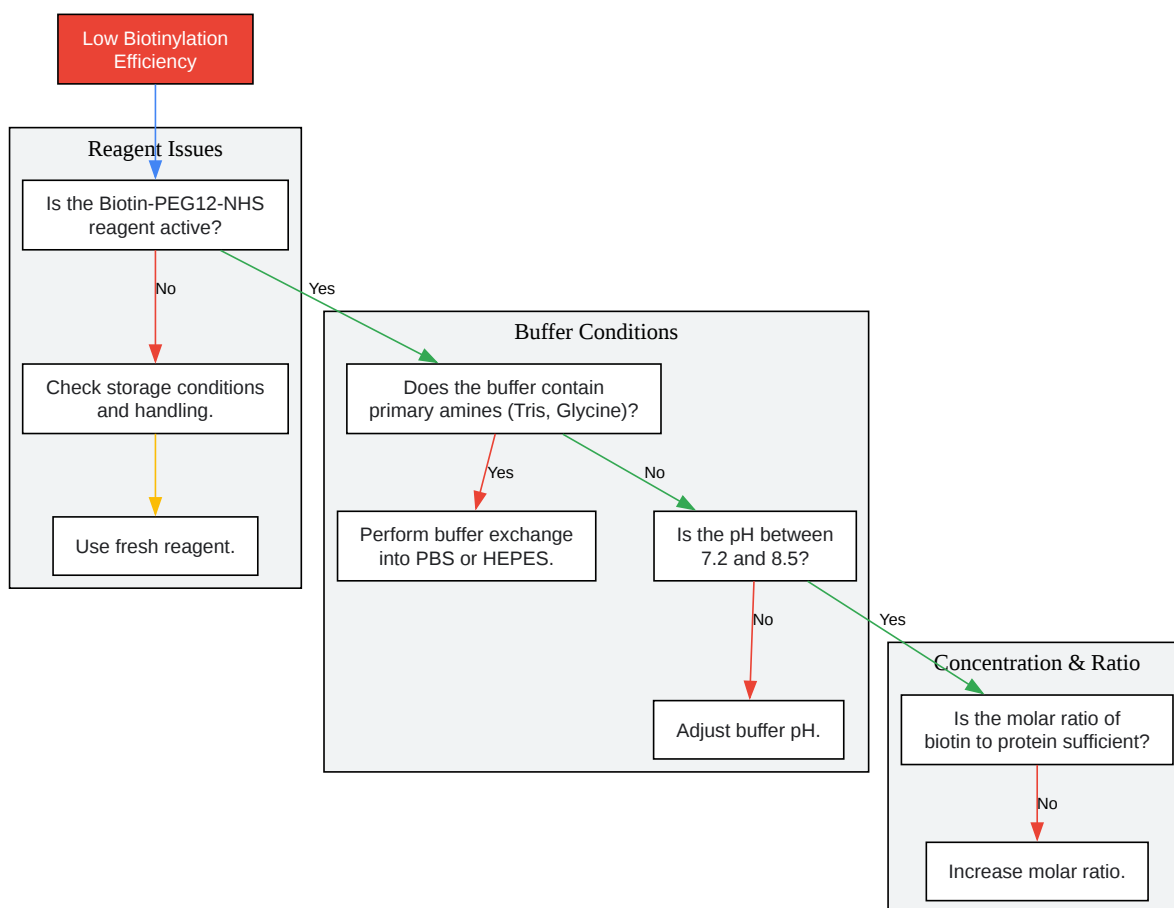 Low Biotinylation
Efficiency
Reagent Issues
Is the Biotin-PEG12-NHS
reagent active?
No
Yes
Check storage conditions
and handling.
Use fresh reagent.
Buffer Conditions
Does the buffer contain
primary amines (Tris, Glycine)?
Yes
No
Perform buffer exchange
into PBS or HEPES.
Is the pH between
7.2 and 8.5?
No
Yes
Adjust buffer pH.
Concentration & Ratio
Is the molar ratio of
biotin to protein sufficient?
No
Increase molar ratio.